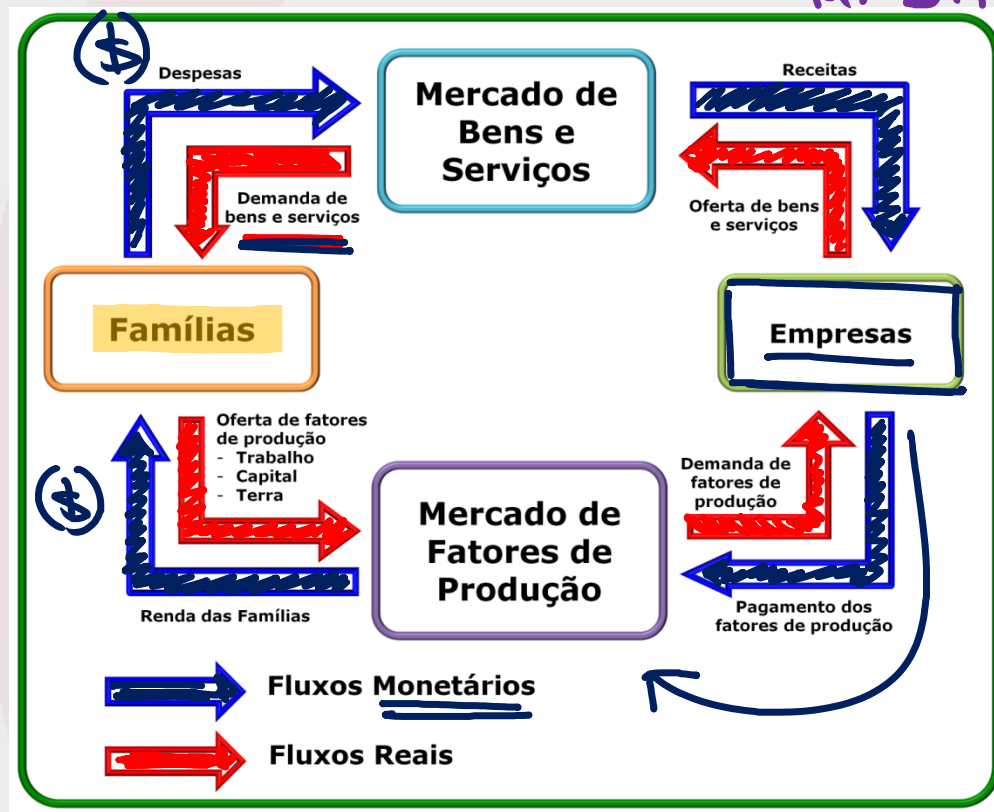 ($)
Despesas
Mercado de
Bens e
Serviços
Receitas
Demanda de
bens e serviços
Oferta de bens
e serviços
Famílias
Empresas
Oferta de fatores
de produção
- Trabalho
- Capital
- Terra
($)
Mercado de
Fatores de
Produção
Demanda de
fatores de
produção
Renda das Famílias
Pagamento dos
fatores de produção
Fluxos Monetários
Fluxos Reais